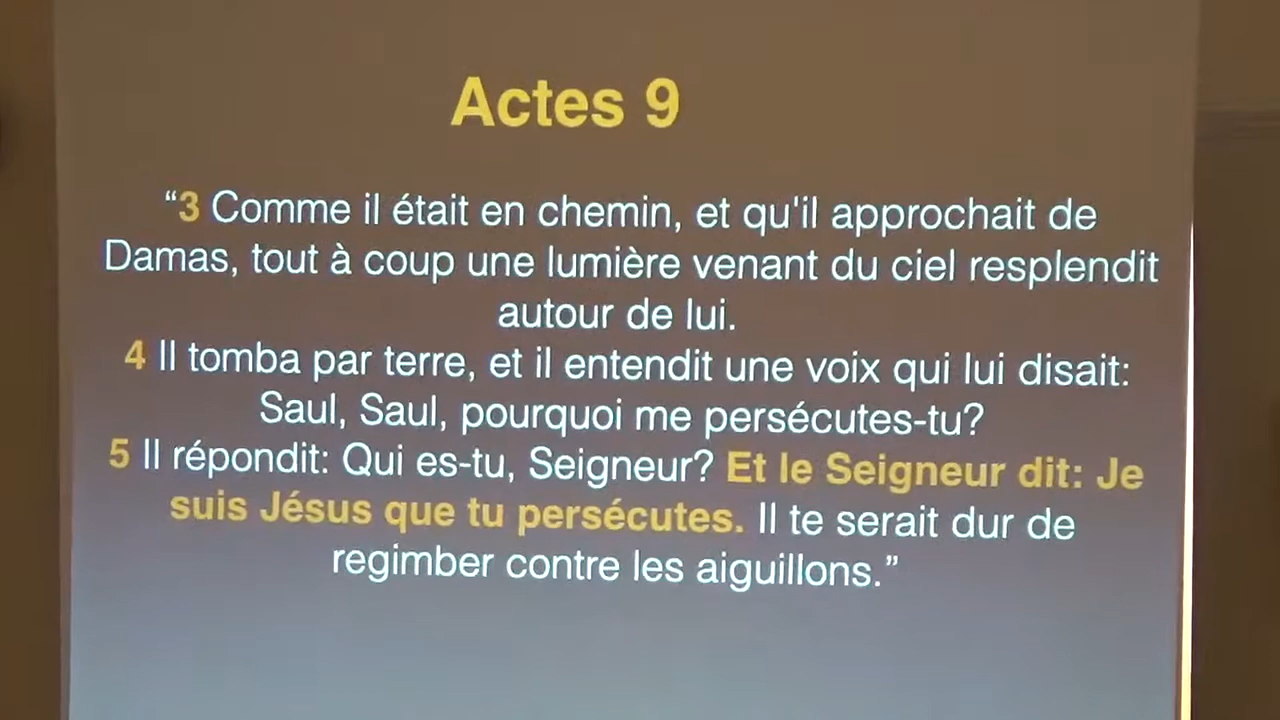 Actes 9
“3 Comme il était en chemin, et qu'il approchait de
Damas, tout à coup une lumière venant du ciel resplendit
autour de lui.
4 Il tomba par terre, et il entendit une voix qui lui disait:
Saul, Saul, pourquoi me persécutes-tu?
5 Il répondit: Qui es-tu, Seigneur? Et le Seigneur dit: Je
suis Jésus que tu persécutes. Il te serait dur de
regimber contre les aiguillons.”